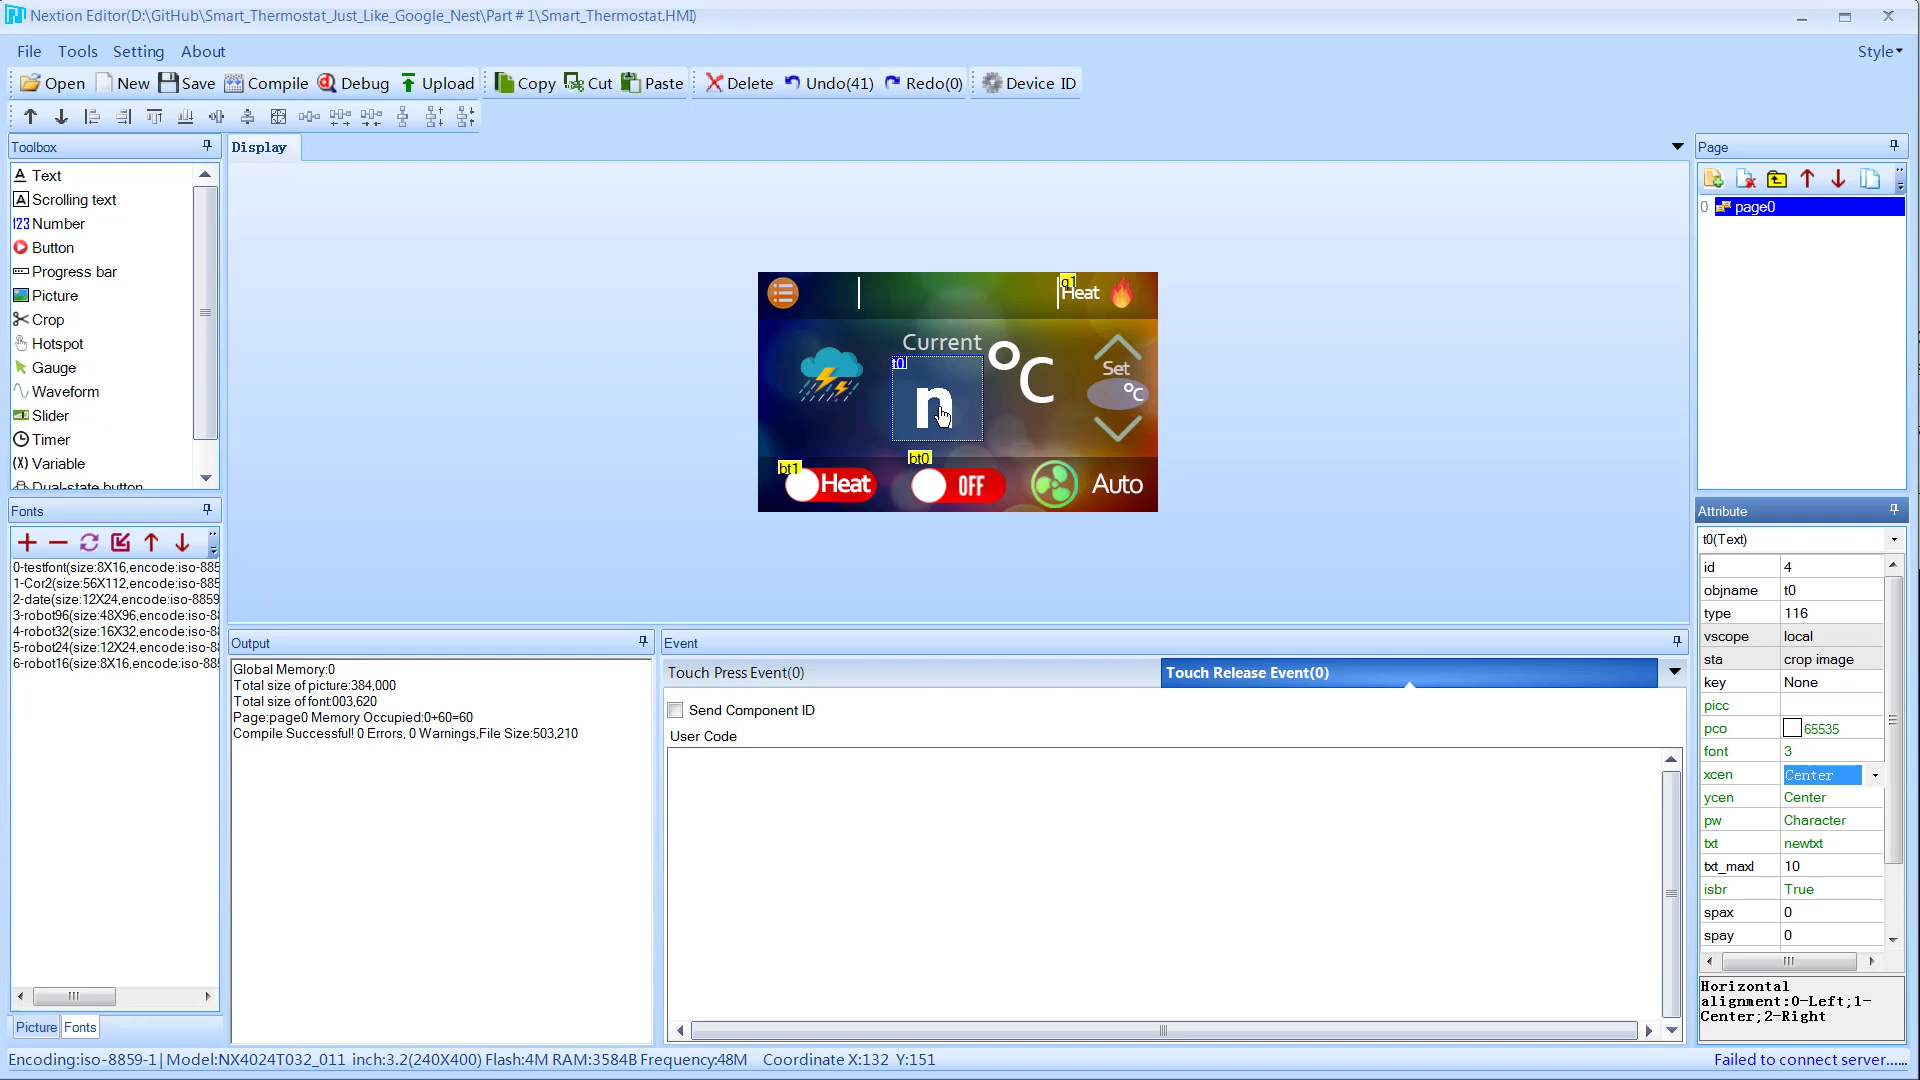 Nextion Editor(D:\GitHub\Smart_Thermostat_Just_Like_Google_Nest\Part # 1\Smart_Thermostat.HMI)
File Tools Setting About
Style
Open New Save Compile Debug Upload Copy Cut Paste Delete Undo(41) Redo(0) Device ID
Toolbox
Text
Scrolling text
123 Number
Button
Progress bar
Picture
Crop
Hotspot
Gauge
Waveform
Slider
Timer
(X) Variable
Dual-state button
Fonts
0-testfont(size:8X16,encode:iso-885
1-Cor2(size:56X112,encode:iso-885
2-date(size:12X24,encode:iso-8859
3-robot96(size:48X96,encode:iso-8
4-robot32(size:16X32,encode:iso-8
5-robot24(size:12X24,encode:iso-8
6-robot16(size:8X16,encode:iso-885
Picture Fonts
Display
Heat
Current
t0
n
°C
Set
°C
bt1
Heat
bt0
OFF
Auto
Output
Global Memory:0
Total size of picture:384,000
Total size of font:003,620
Page:page0 Memory Occupied:0+60=60
Compile Successful! 0 Errors, 0 Warnings,File Size:503,210
Event
Touch Press Event(0) Touch Release Event(0)
Send Component ID
User Code
Page
0 page0
Attribute
t0(Text)
id 4
objname t0
type 116
vscope local
sta crop image
key None
picc
pco 65535
font 3
xcen Center
ycen Center
pw Character
txt newtxt
txt_maxl 10
isbr True
spax 0
spay 0
Horizontal
alignment:0-Left;1-
Center;2-Right
Encoding:iso-8859-1 | Model:NX4024T032_011 inch:3.2(240X400) Flash:4M RAM:3584B Frequency:48M Coordinate X:132 Y:151
Failed to connect server......